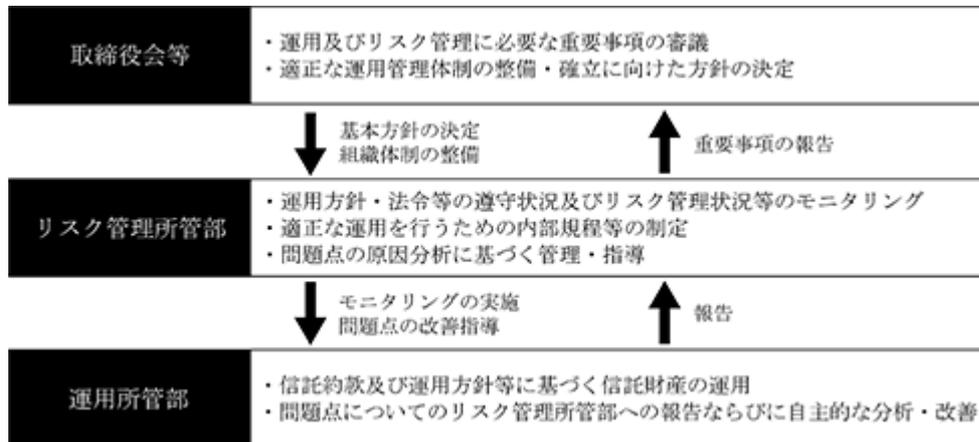 取締役会等
・運用及びリスク管理に必要な重要事項の審議
・適正な運用管理体制の整備・確立に向けた方針の決定
基本方針の決定
組織体制の整備
重要事項の報告
リスク管理所管部
・運用方針・法令等の遵守状況及びリスク管理状況等のモニタリング
・適正な運用を行うための内部規程等の制定
・問題点の原因分析に基づく管理・指導
モニタリングの実施
問題点の改善指導
報告
運用所管部
・信託約款及び運用方針等に基づく信託財産の運用
・問題点についてのリスク管理所管部への報告ならびに自主的な分析・改善